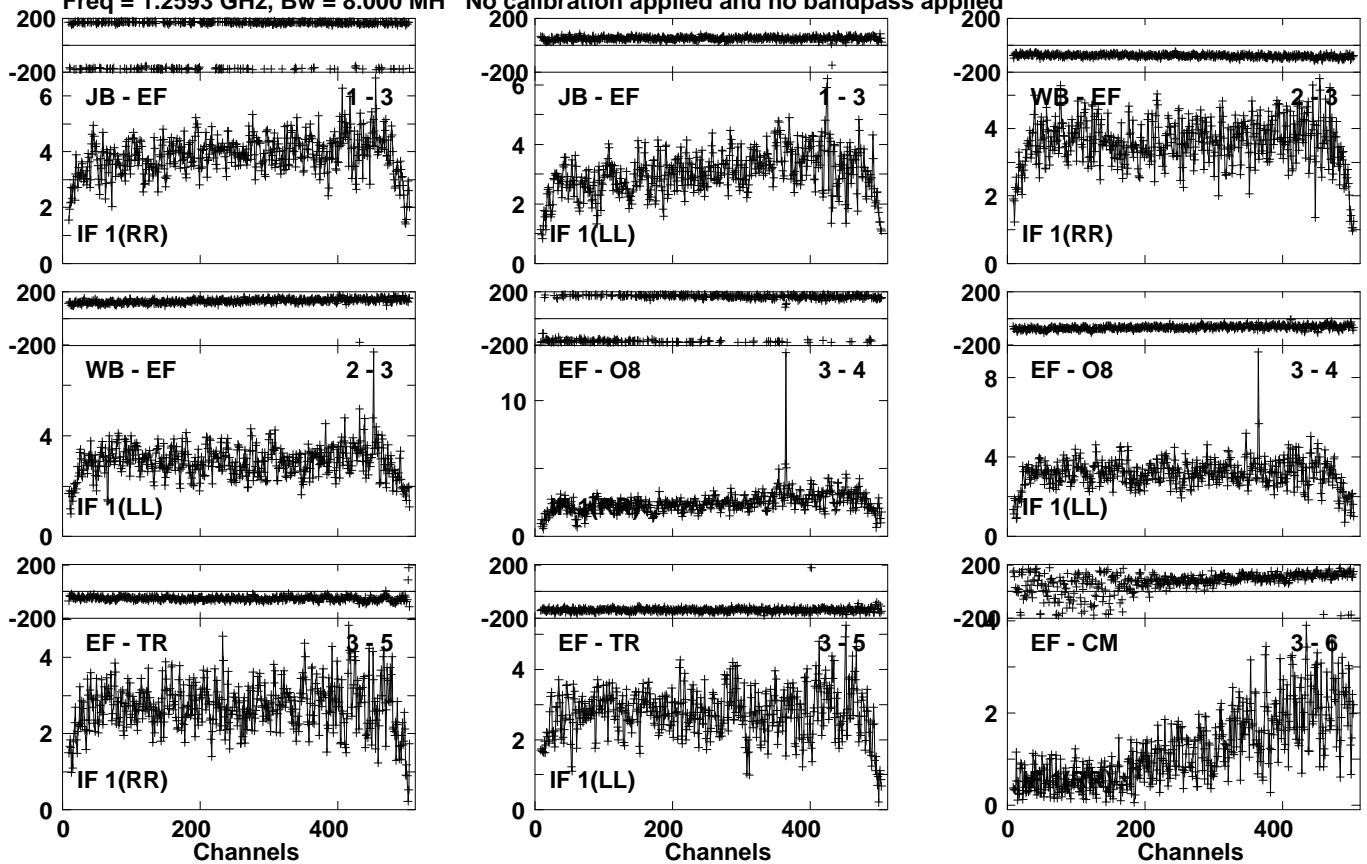 Freq = 1.2593 GHz, Bw = 8.000 MH No calibration applied and no bandpass applied
200 200 200
-200 -200 -200
6 JB - EF 1 - 3 6 JB - EF 1 - 3 WB - EF 2 - 3
4 4 4
2 2 2
IF 1(RR) IF 1(LL) IF 1(RR)
0 0 0
200 200 200
-200 -200 -200
WB - EF 2 - 3 EF - O8 3 - 4 8 EF - O8 3 - 4
4 10 4
IF 1(LL) IF 1(LL)
0 0 0
200 200 200
-200 -200 -200
4
EF - TR 3 - 5 EF - TR 3 - 5 EF - CM 3 - 6
4 4
2 2 2
IF 1(RR) IF 1(LL)
0 0 0
0 200 400 0 200 400 0 200 400
Channels Channels Channels